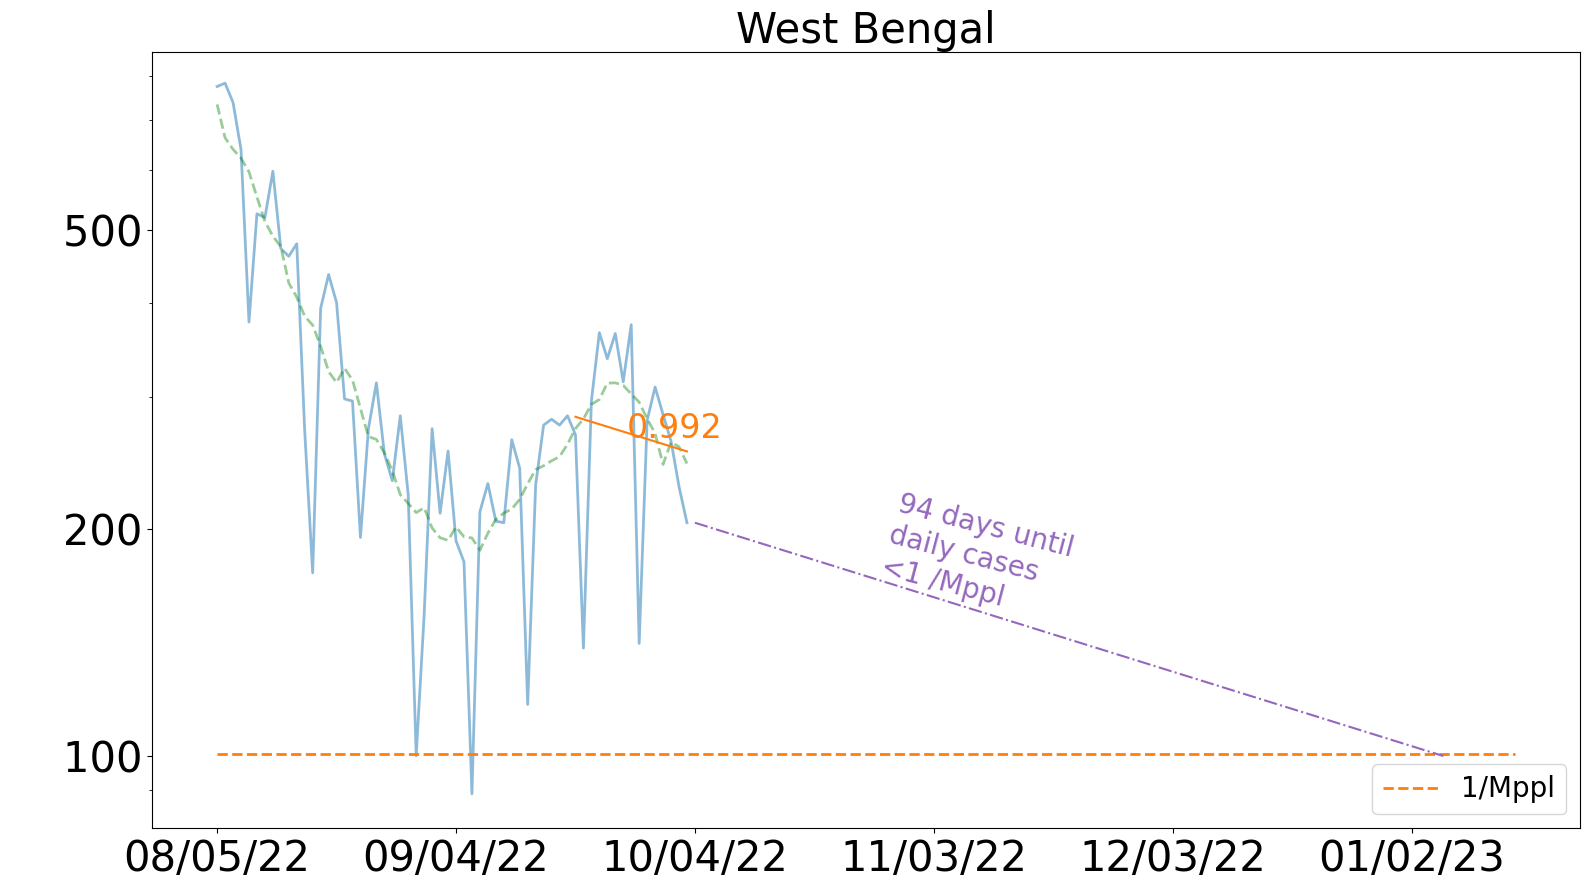 West Bengal
500
200
100
0.992
94 days until
daily cases
<1 /Mppl
1/Mppl
08/05/22 09/04/22 10/04/22 11/03/22 12/03/22 01/02/23